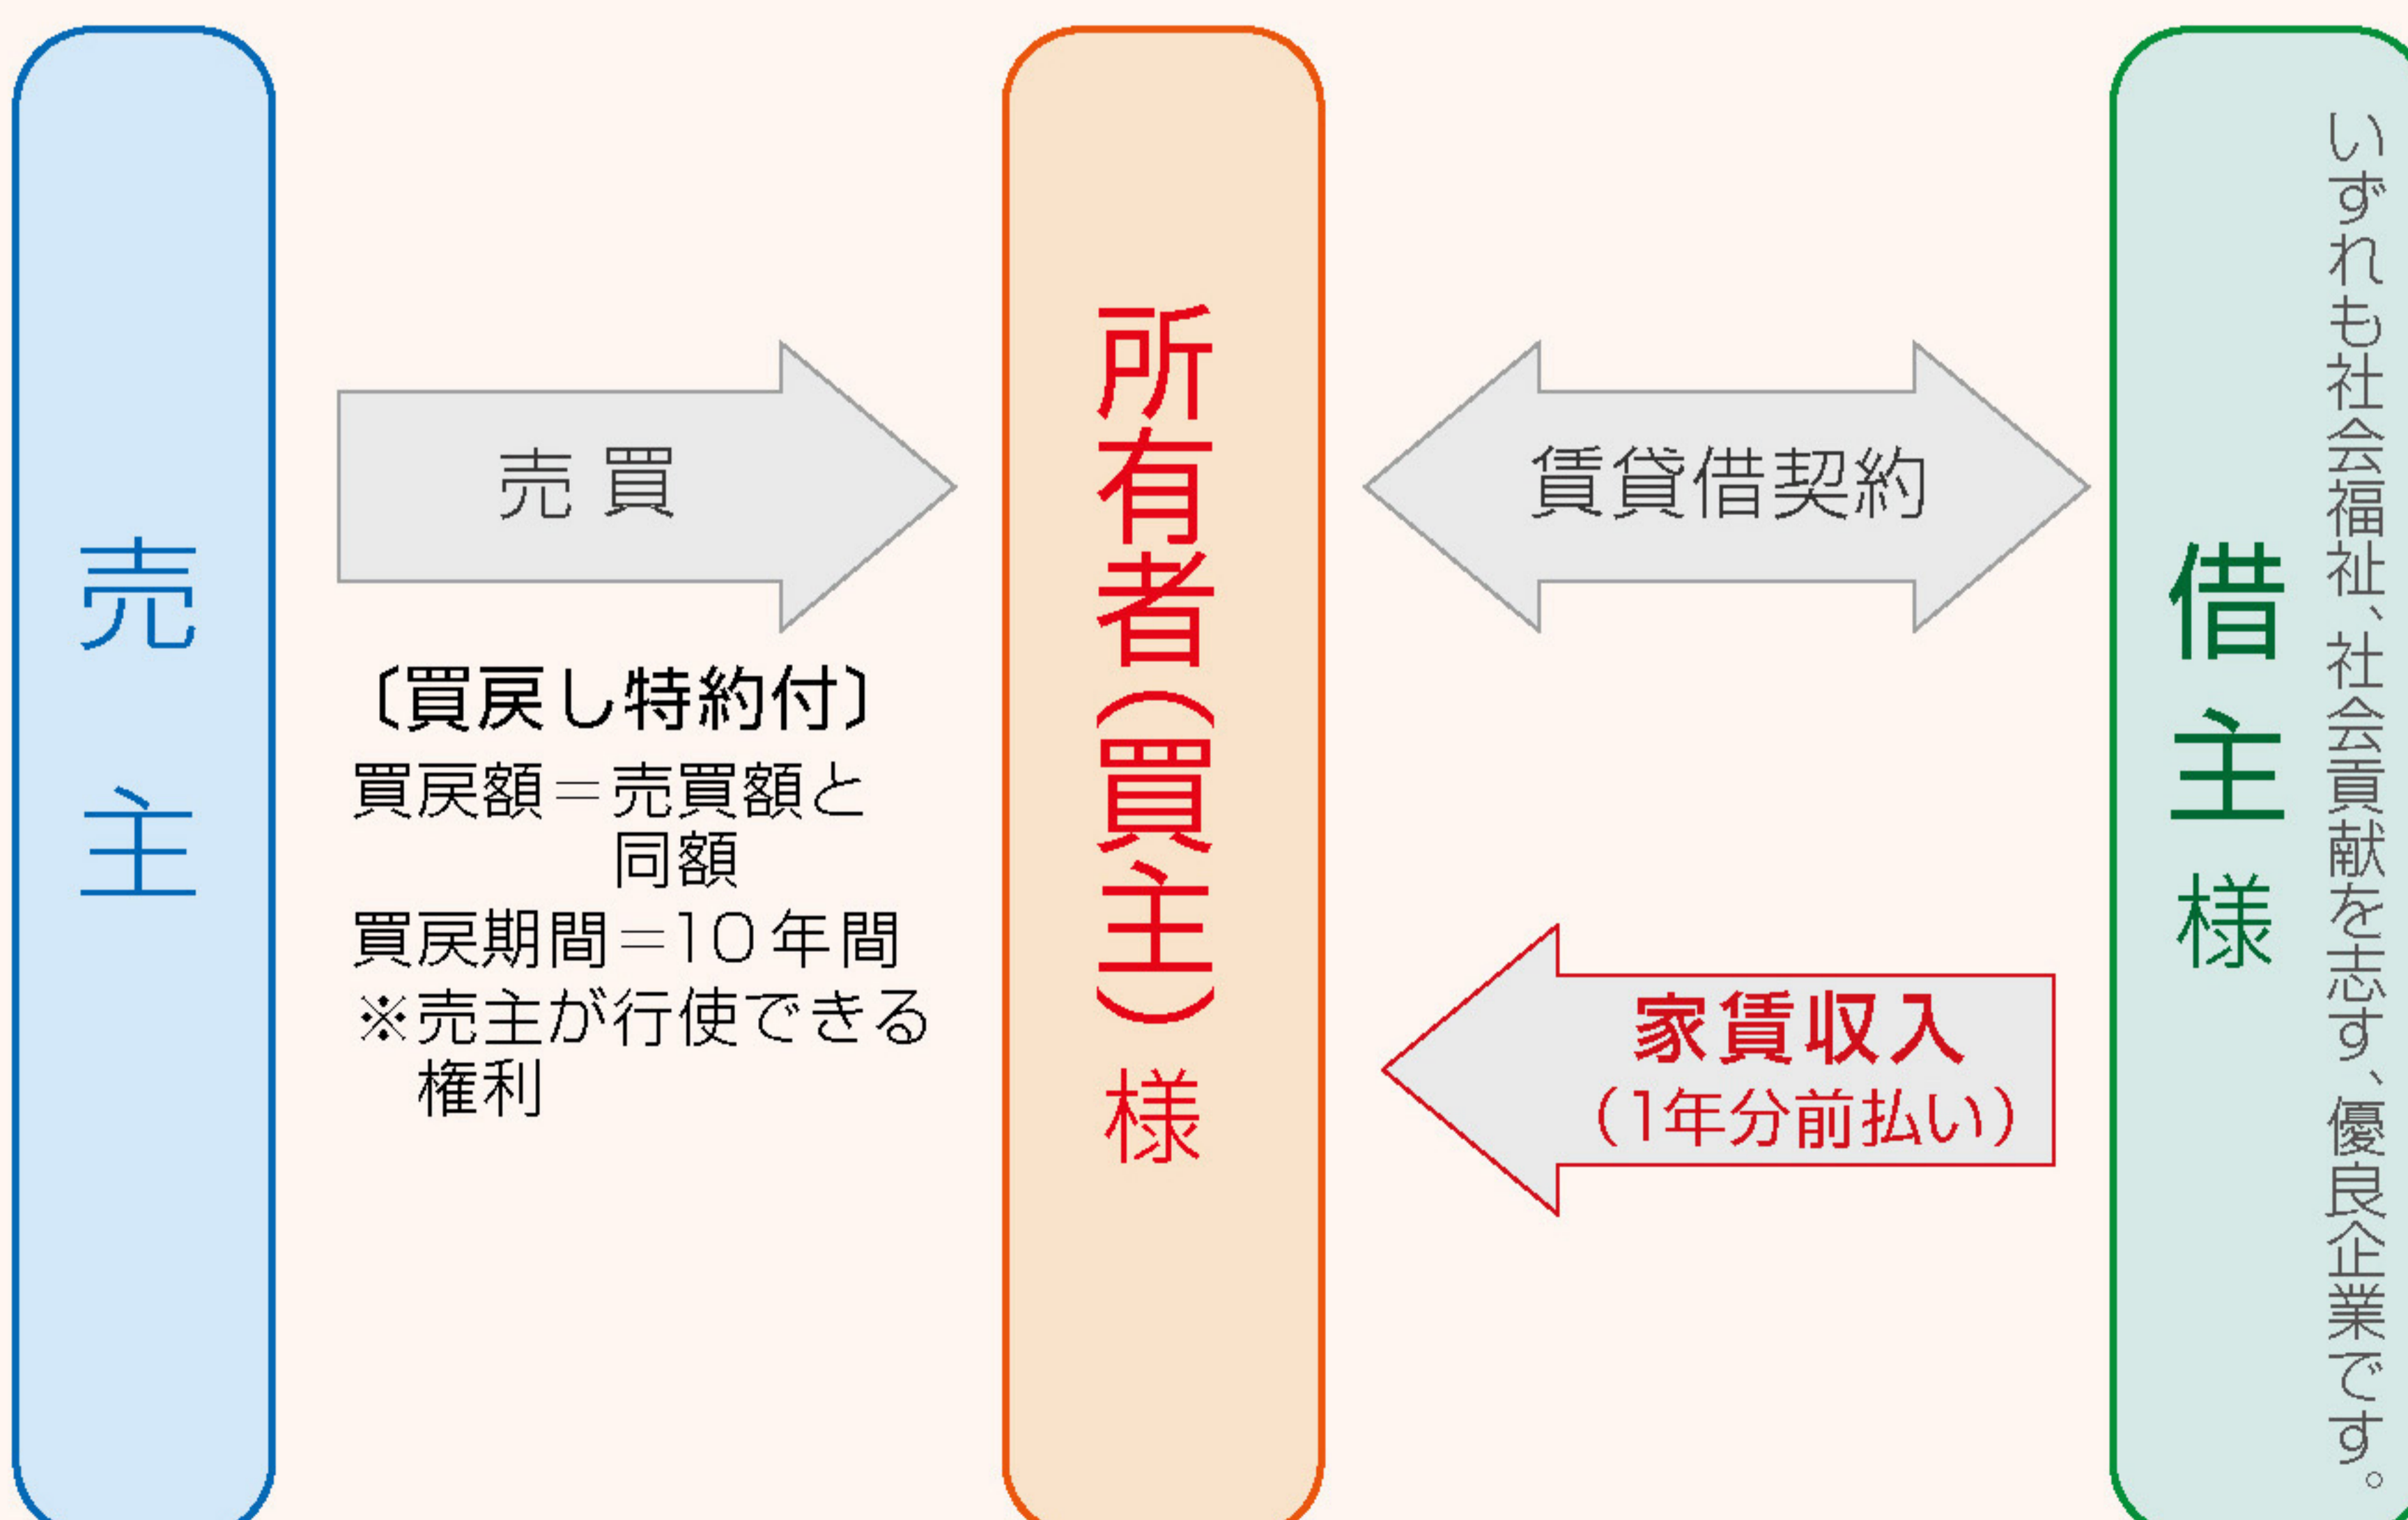 売主
売買
〔買戻し特約付〕
買戻額＝売買額と
同額
買戻期間＝10年間
※売主が行使できる
権利
所有者（買主）様
賃貸借契約
家賃収入
（1年分前払い）
借主様
いずれも社会福祉、社会貢献を志す、優良企業です。